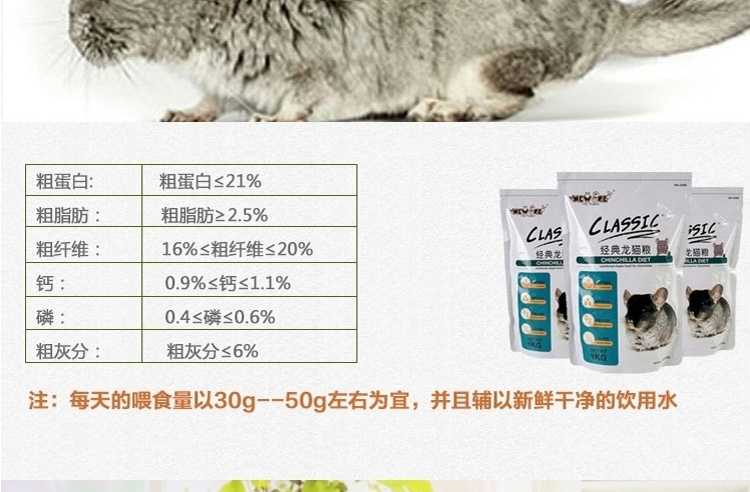 粗蛋白: 粗蛋白≤21%
粗脂肪： 粗脂肪≥2.5%
粗纤维： 16%≤粗纤维≤20%
钙： 0.9%≤钙≤1.1%
磷： 0.4≤磷≤0.6%
粗灰分： 粗灰分≤6%
CLASSIC
经典龙猫粮
CHINCHILLA DIET
1KG
注：每天的喂食量以30g--50g左右为宜，并且辅以新鲜干净的饮用水